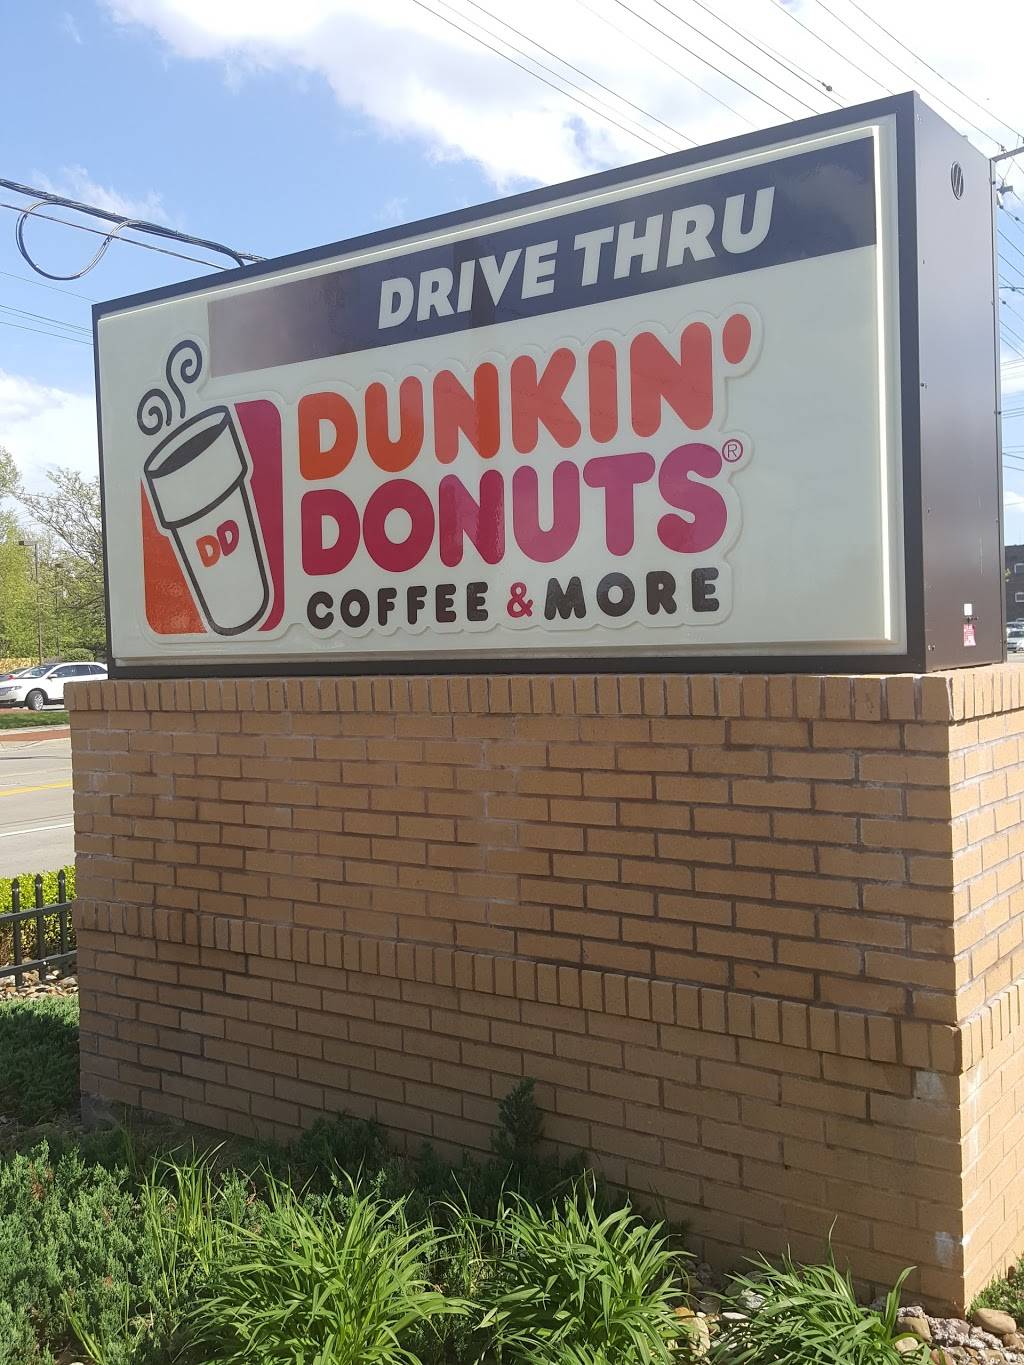 DRIVE THRU
DUNKIN'
DONUTS®
DD
COFFEE & MORE